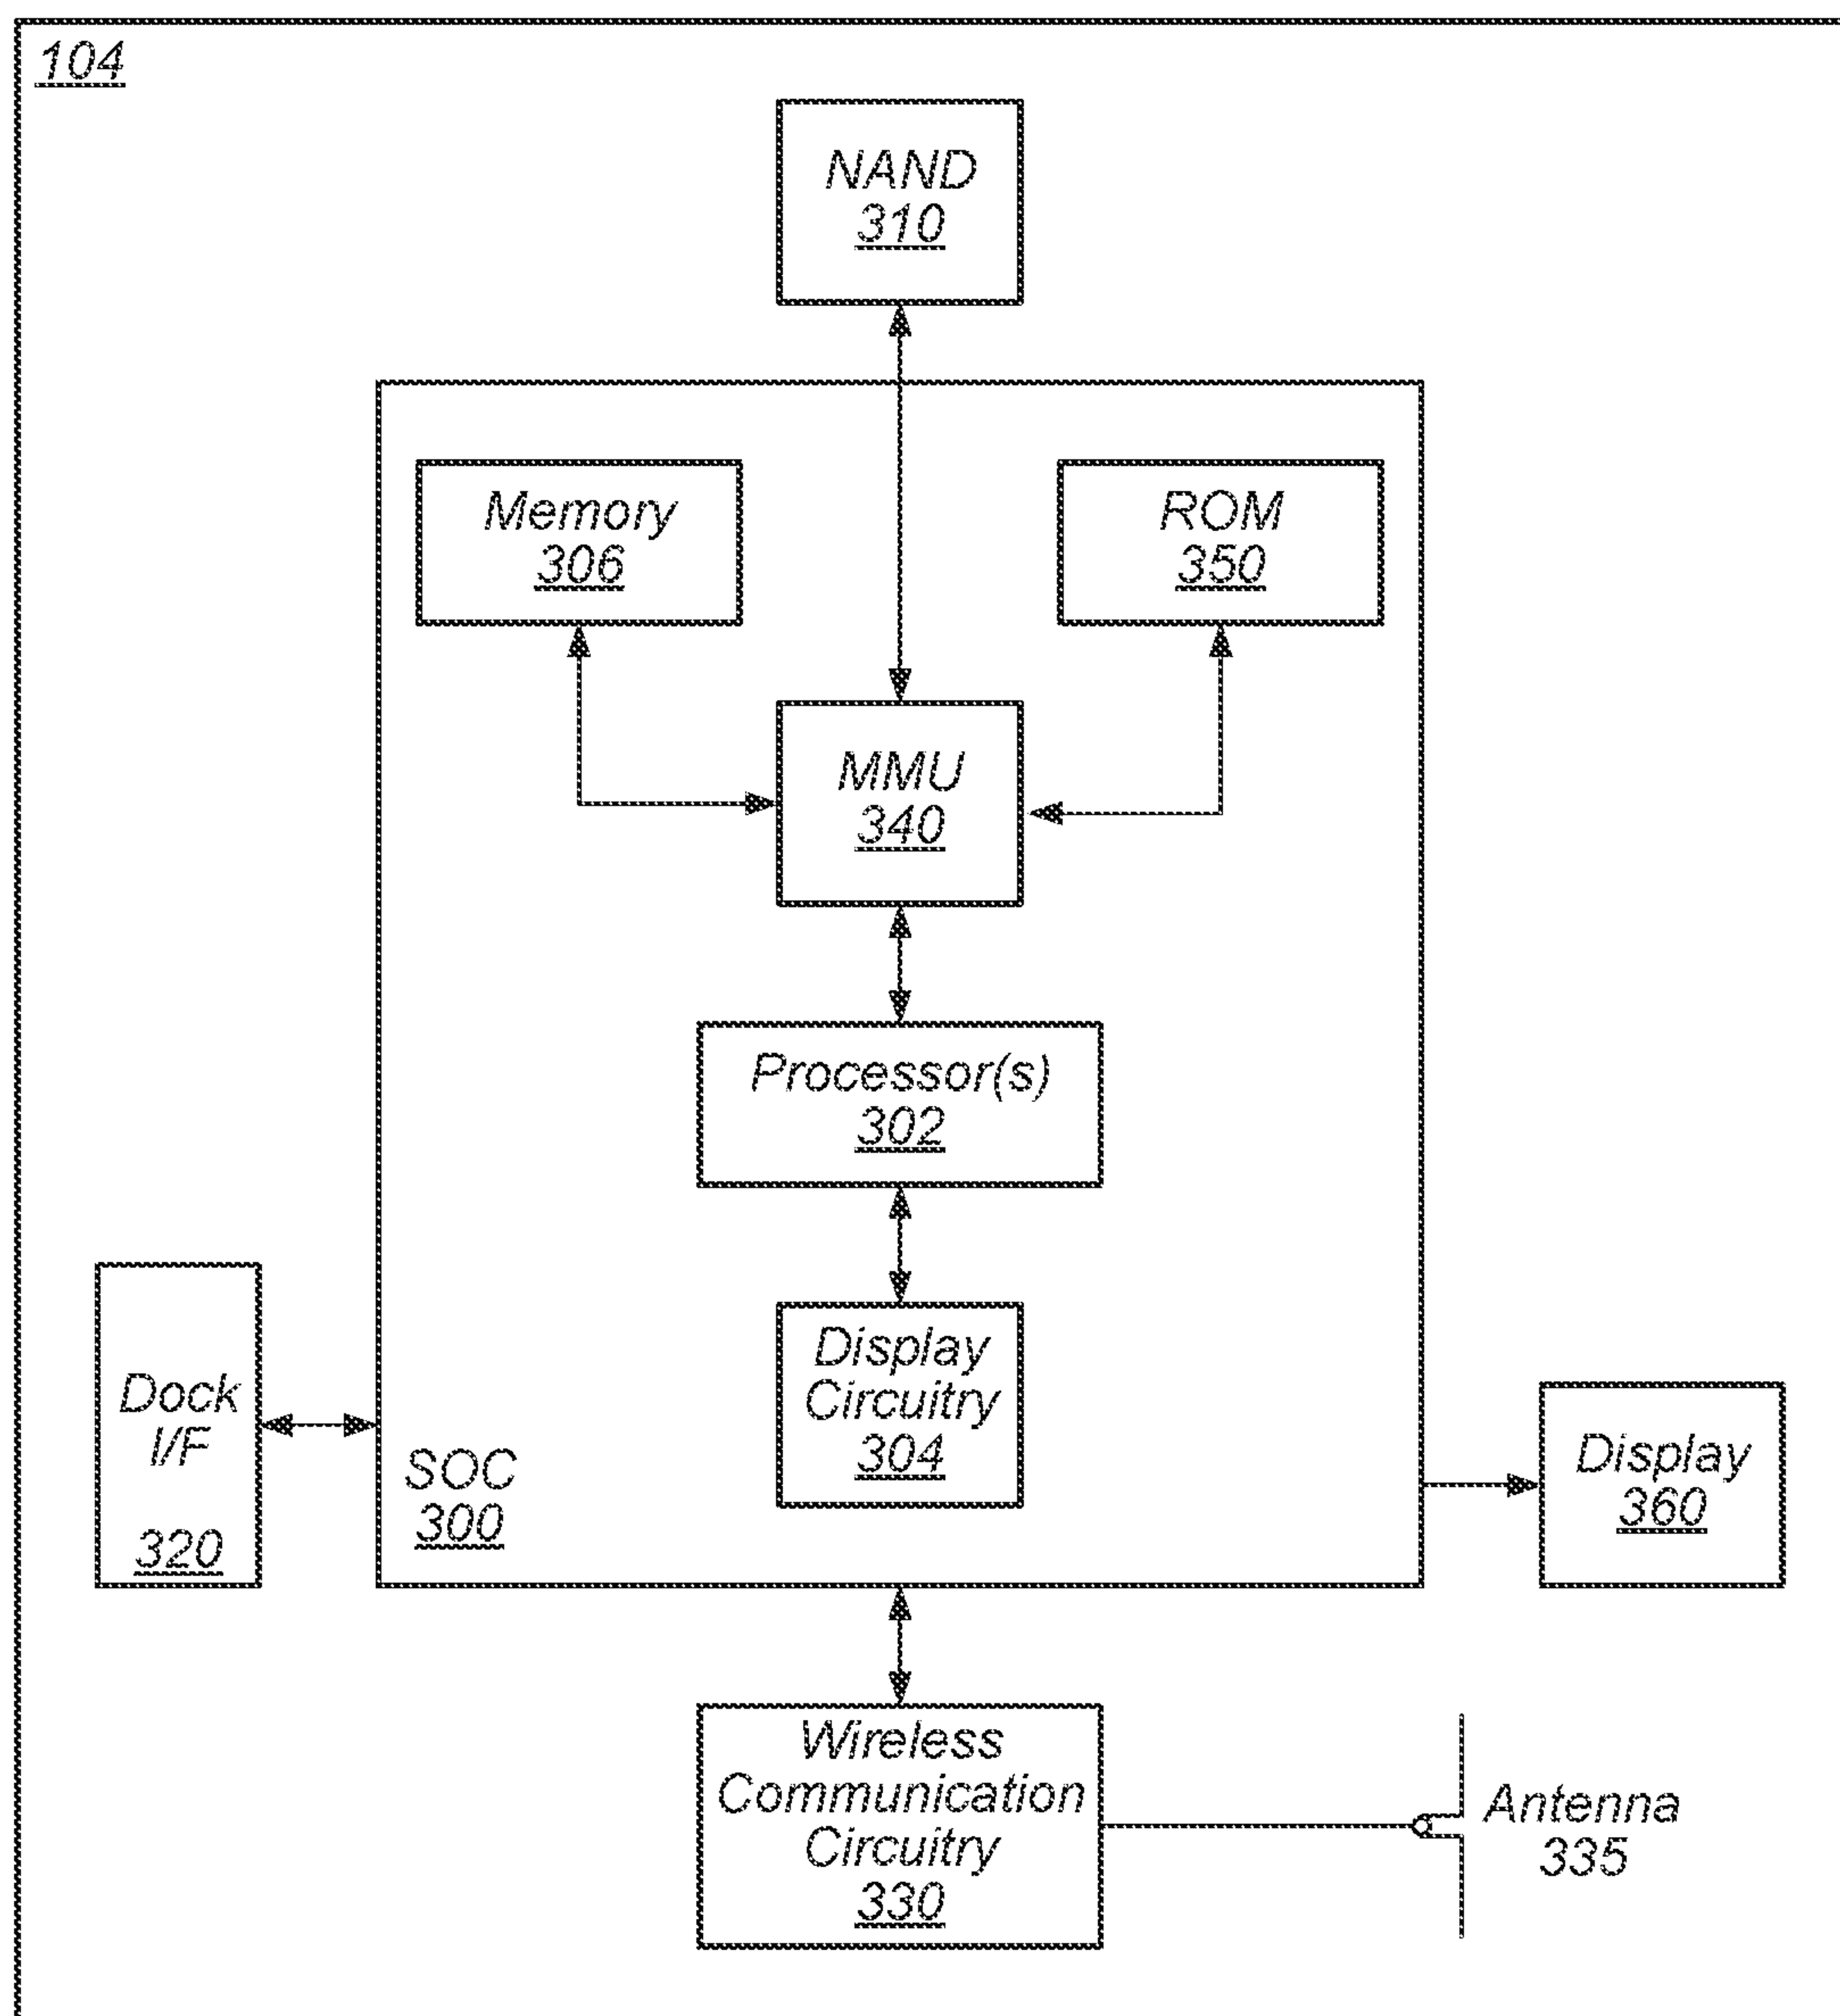 104
NAND
310
Memory
306
ROM
350
MMU
340
Processor(s)
302
Display
Circuitry
304
Dock
I/F
320
SOC
300
Display
360
Wireless
Communication
Circuitry
330
Antenna
335